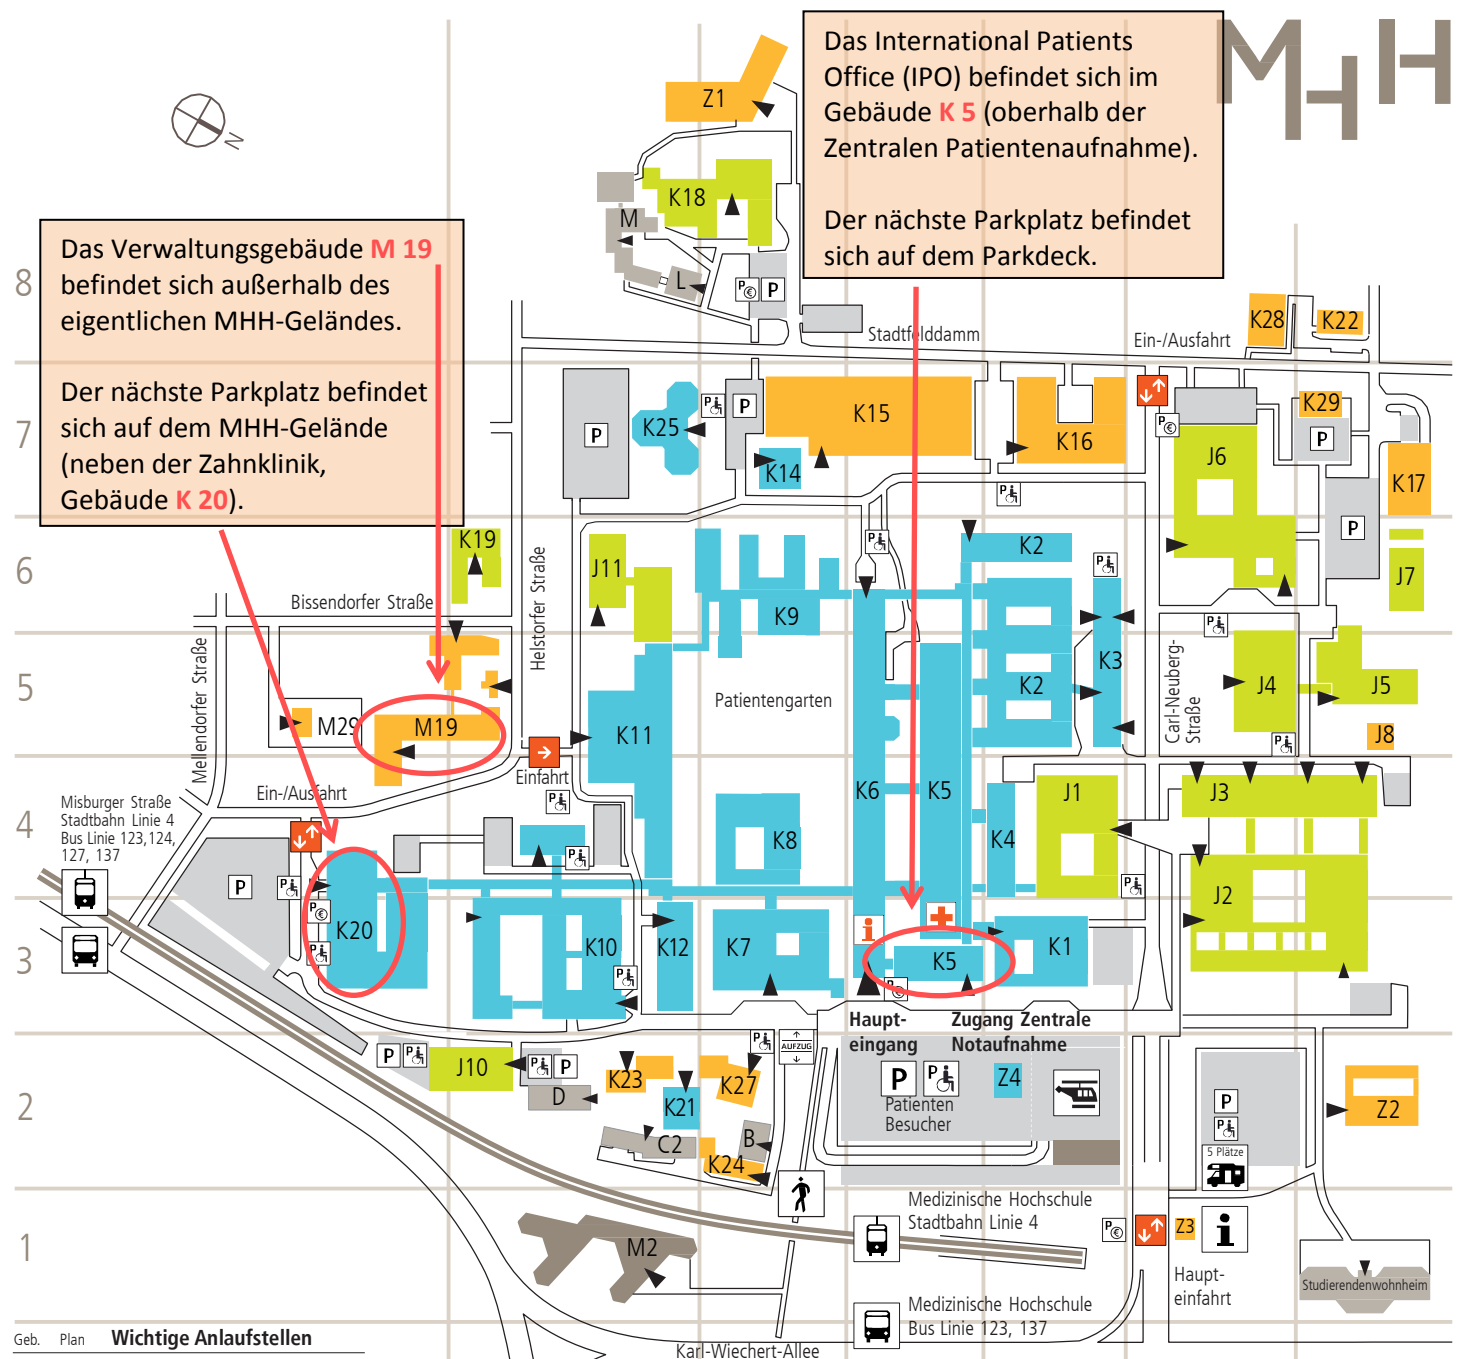 Das International Patients
Office (IPO) befindet sich im
Gebäude K 5 (oberhalb der
Zentralen Patientenaufnahme).
Der nächste Parkplatz befindet
sich auf dem Parkdeck.
MHH
N
Das Verwaltungsgebäude M 19
befindet sich außerhalb des
eigentlichen MHH-Geländes.
Der nächste Parkplatz befindet
sich auf dem MHH-Gelände
(neben der Zahnklinik,
Gebäude K 20).
Z1
K18
M
L
P€
P
8
Stadtfelddamm
Ein-/Ausfahrt
K28
K22
7
P
K25
P
P
K15
K14
K16
P€
J6
K29
P
K17
P
6
K19
J11
Bissendorfer Straße
Helstorfer Straße
K9
P
P
K2
P
P
J7
5
Mellendorfer Straße
M29
M19
K11
Patientengarten
K2
K3
Carl-Neuberg-
Straße
P
J4
J5
J8
P
Einfahrt
Ein-/Ausfahrt
4
Misburger Straße
Stadtbahn Linie 4
Bus Linie 123,124,
127, 137
P
P
K8
K6
K5
K4
J1
J3
P
J2
P
P
P€
K20
P
3
K10
P
K12
K7
i
K5
K1
P€
Haupt-
eingang
Zugang Zentrale
Notaufnahme
P
P
J10
P
P
D
K23
K21
K27
P
AUFZUG
P
P
Patienten
Besucher
Z4
2
C2
B
K24
P
P
5 Plätze
Z2
Medizinische Hochschule
Stadtbahn Linie 4
P€
Z3
i
1
M2
Haupt-
einfahrt
Studierendenwohnheim
Medizinische Hochschule
Bus Linie 123, 137
Karl-Wiechert-Allee
Geb. Plan Wichtige Anlaufstellen